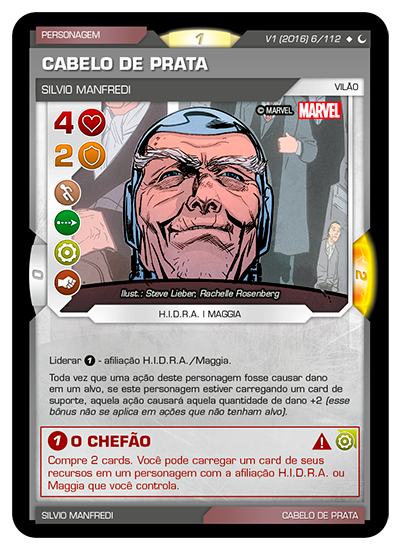 PERSONAGEM
1
V1 (2016) 6/112
CABELO DE PRATA
SILVIO MANFREDI
VILÃO
© MARVEL MARVEL
4
2
0
2
Ilust.: Steve Lieber, Rachelle Rosenberg
H.I.D.R.A. | MAGGIA
Liderar 1 - afiliação H.I.D.R.A./Maggia.
Toda vez que uma ação deste personagem fosse causar dano
em um alvo, se este personagem estiver carregando um card de
suporte, aquela ação causará aquela quantidade de dano +2 (esse
bônus não se aplica em ações que não tenham alvo).
1 O CHEFÃO
Compre 2 cards. Você pode carregar um card de seus
recursos em um personagem com a afiliação H.I.D.R.A. ou
Maggia que você controla.
SILVIO MANFREDI
CABELO DE PRATA